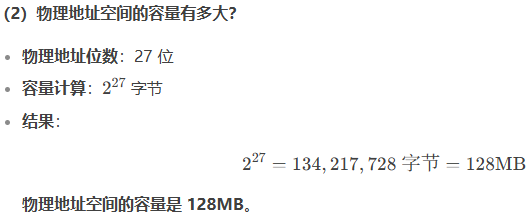 (2) 物理地址空间的容量有多大?
• 物理地址位数：27 位
• 容量计算：2^27 字节
• 结果：
2^27 = 134,217,728 字节 = 128MB
物理地址空间的容量是 128MB。